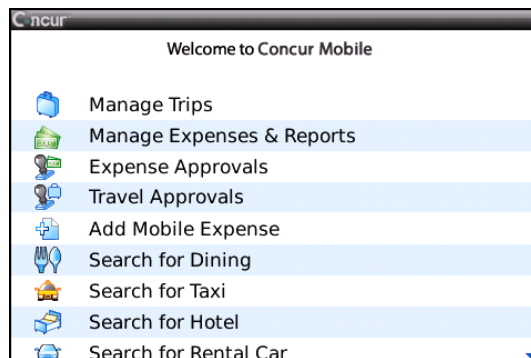 Concur
Welcome to Concur Mobile
Manage Trips
Manage Expenses & Reports
Expense Approvals
Travel Approvals
Add Mobile Expense
Search for Dining
Search for Taxi
Search for Hotel
Search for Rental Car